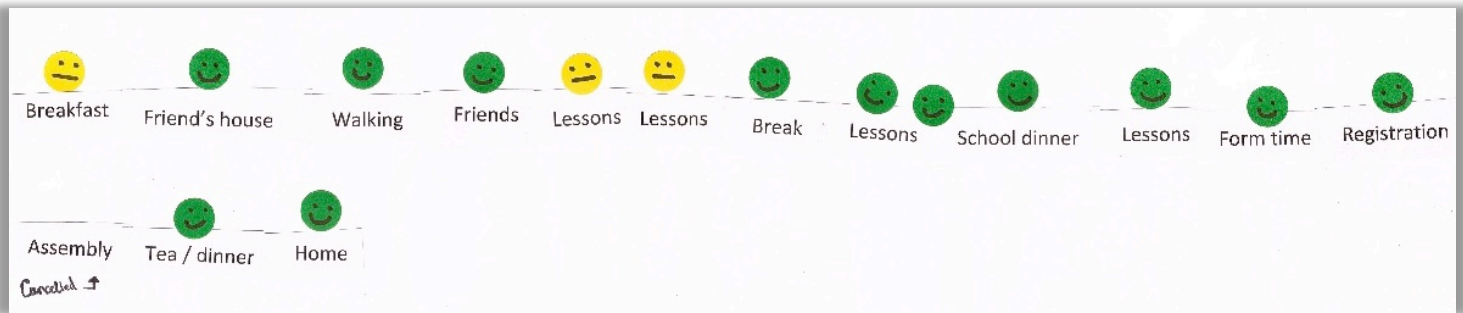 Breakfast Friend's house Walking Friends Lessons Lessons Break Lessons School dinner Lessons Form time Registration
Assembly Tea / dinner Home
Cancelled ↑